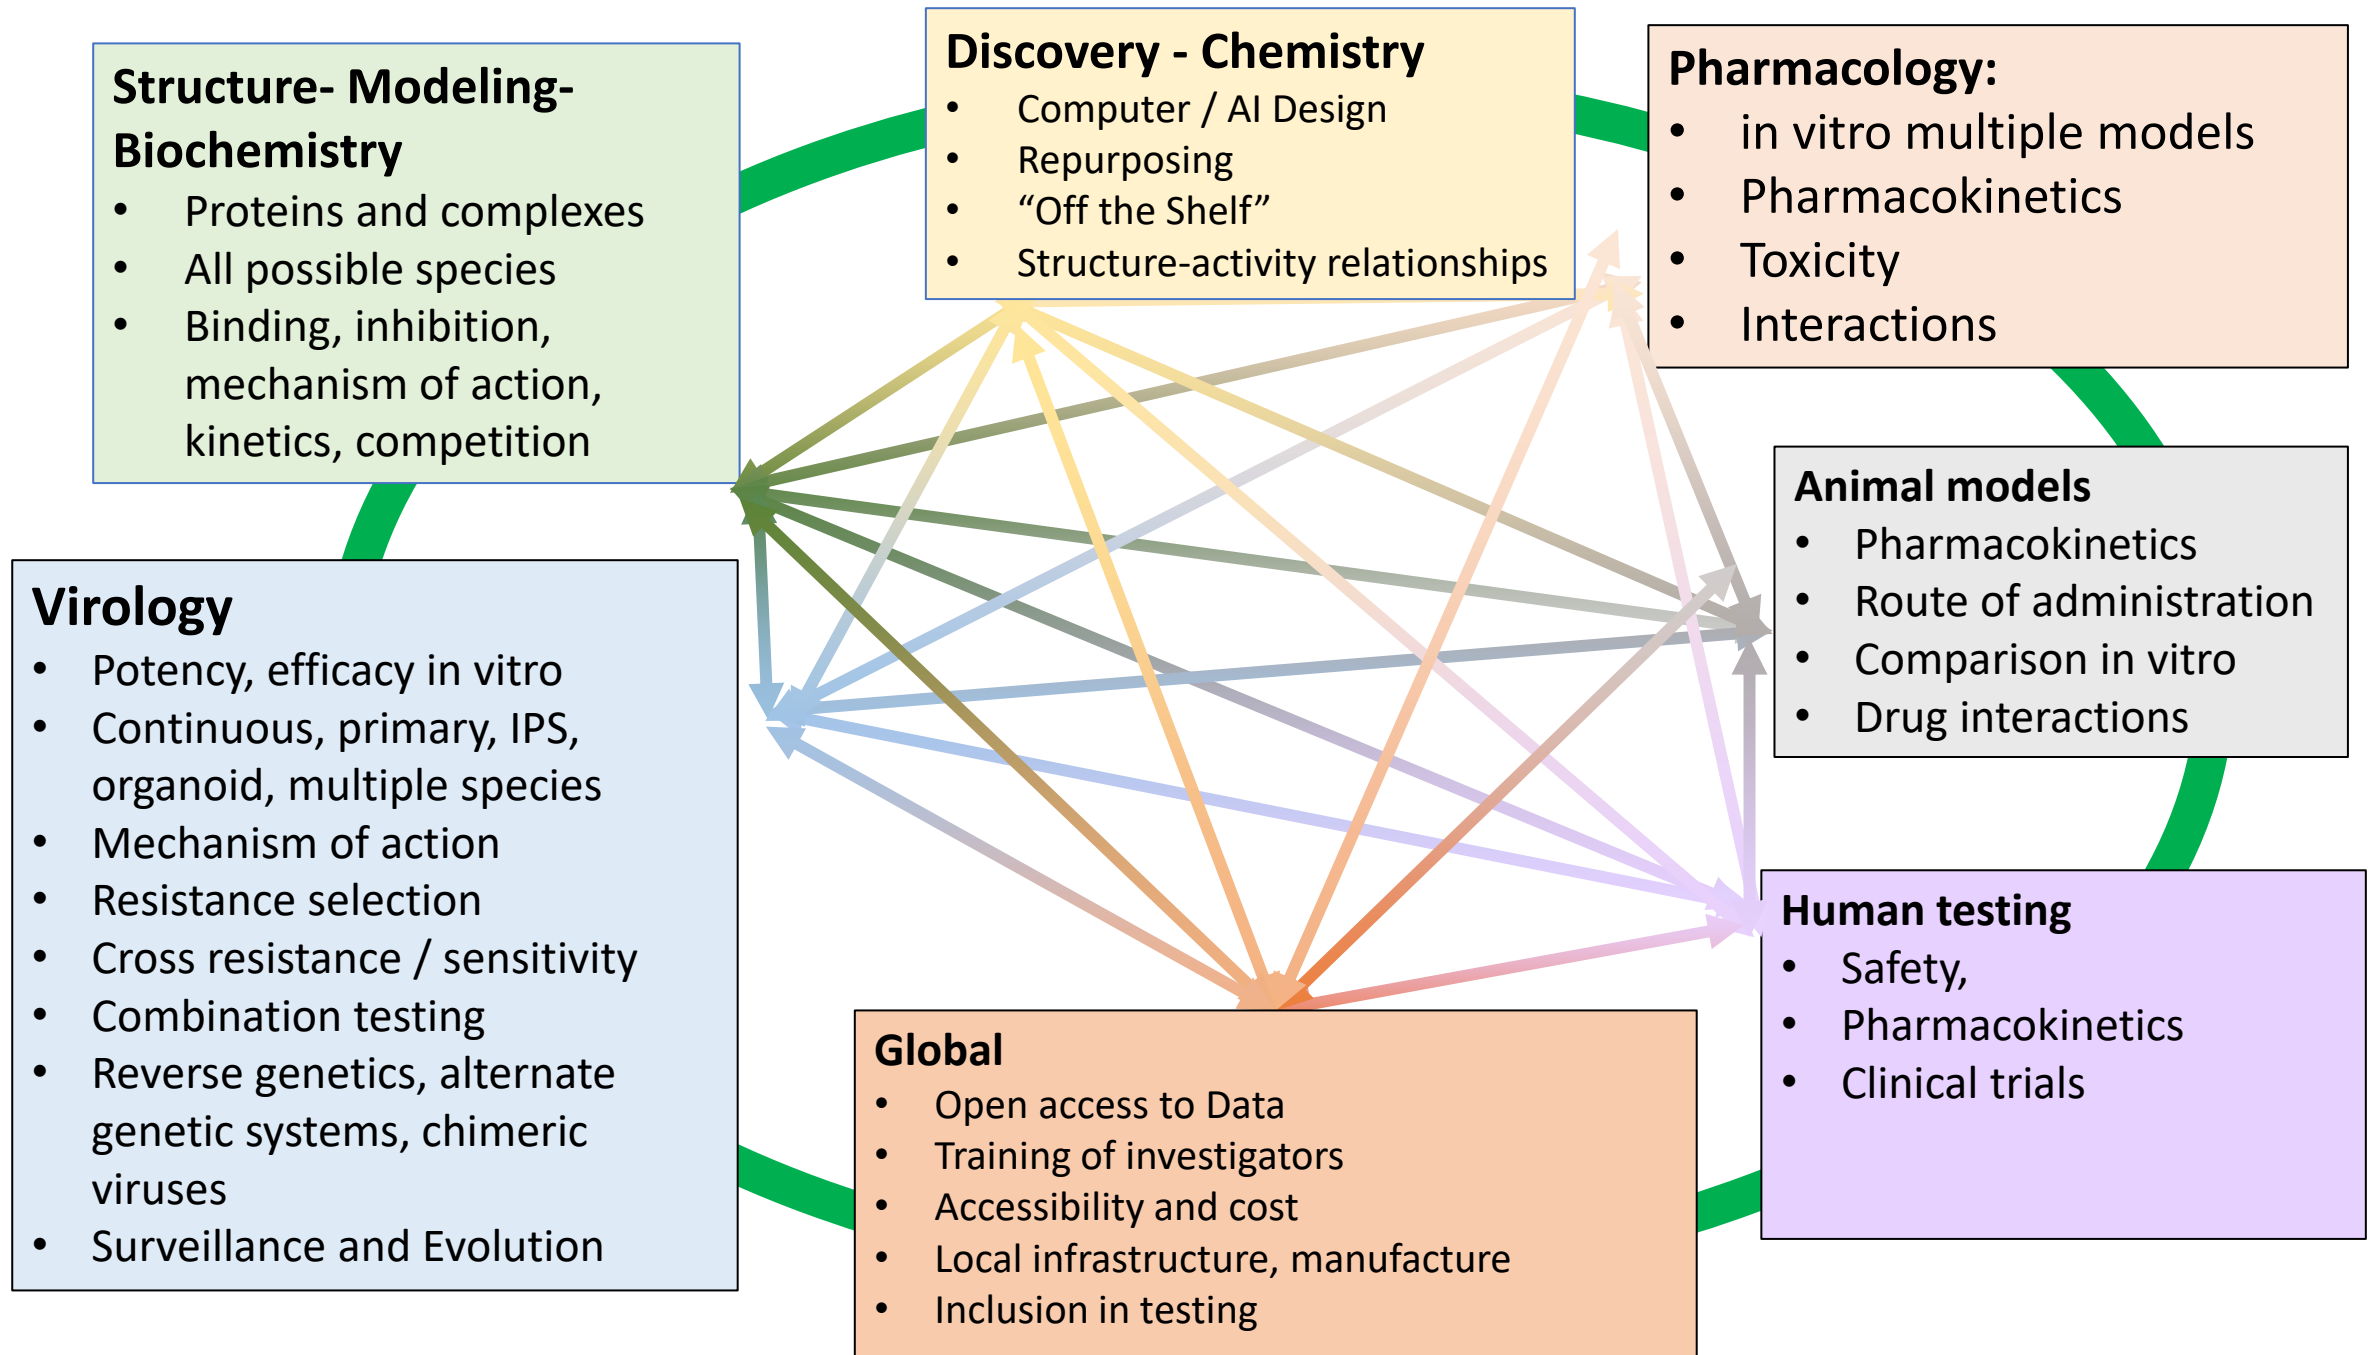 Structure- Modeling-
Biochemistry
• Proteins and complexes
• All possible species
• Binding, inhibition,
mechanism of action,
kinetics, competition
Discovery - Chemistry
• Computer / AI Design
• Repurposing
• “Off the Shelf”
• Structure-activity relationships
Pharmacology:
• in vitro multiple models
• Pharmacokinetics
• Toxicity
• Interactions
Animal models
• Pharmacokinetics
• Route of administration
• Comparison in vitro
• Drug interactions
Virology
• Potency, efficacy in vitro
• Continuous, primary, IPS,
organoid, multiple species
• Mechanism of action
• Resistance selection
• Cross resistance / sensitivity
• Combination testing
• Reverse genetics, alternate
genetic systems, chimeric
viruses
• Surveillance and Evolution
Human testing
• Safety,
• Pharmacokinetics
• Clinical trials
Global
• Open access to Data
• Training of investigators
• Accessibility and cost
• Local infrastructure, manufacture
• Inclusion in testing